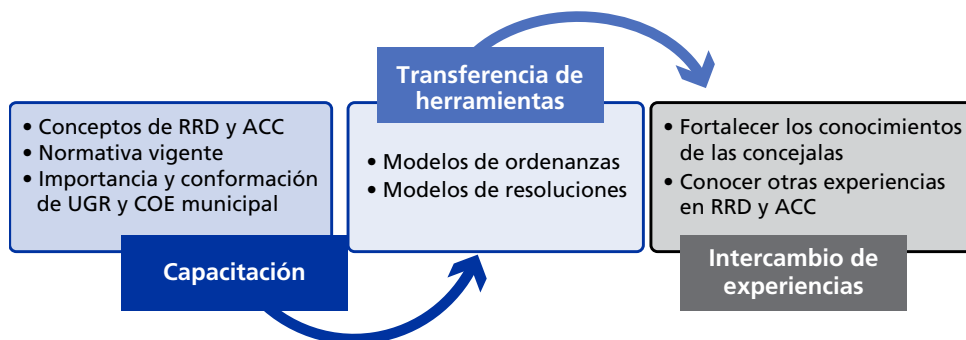 • Conceptos de RRD y ACC
• Normativa vigente
• Importancia y conformación
de UGR y COE municipal
Capacitación
Transferencia de
herramientas
• Modelos de ordenanzas
• Modelos de resoluciones
• Fortalecer los conocimientos
de las concejalas
• Conocer otras experiencias
en RRD y ACC
Intercambio de
experiencias